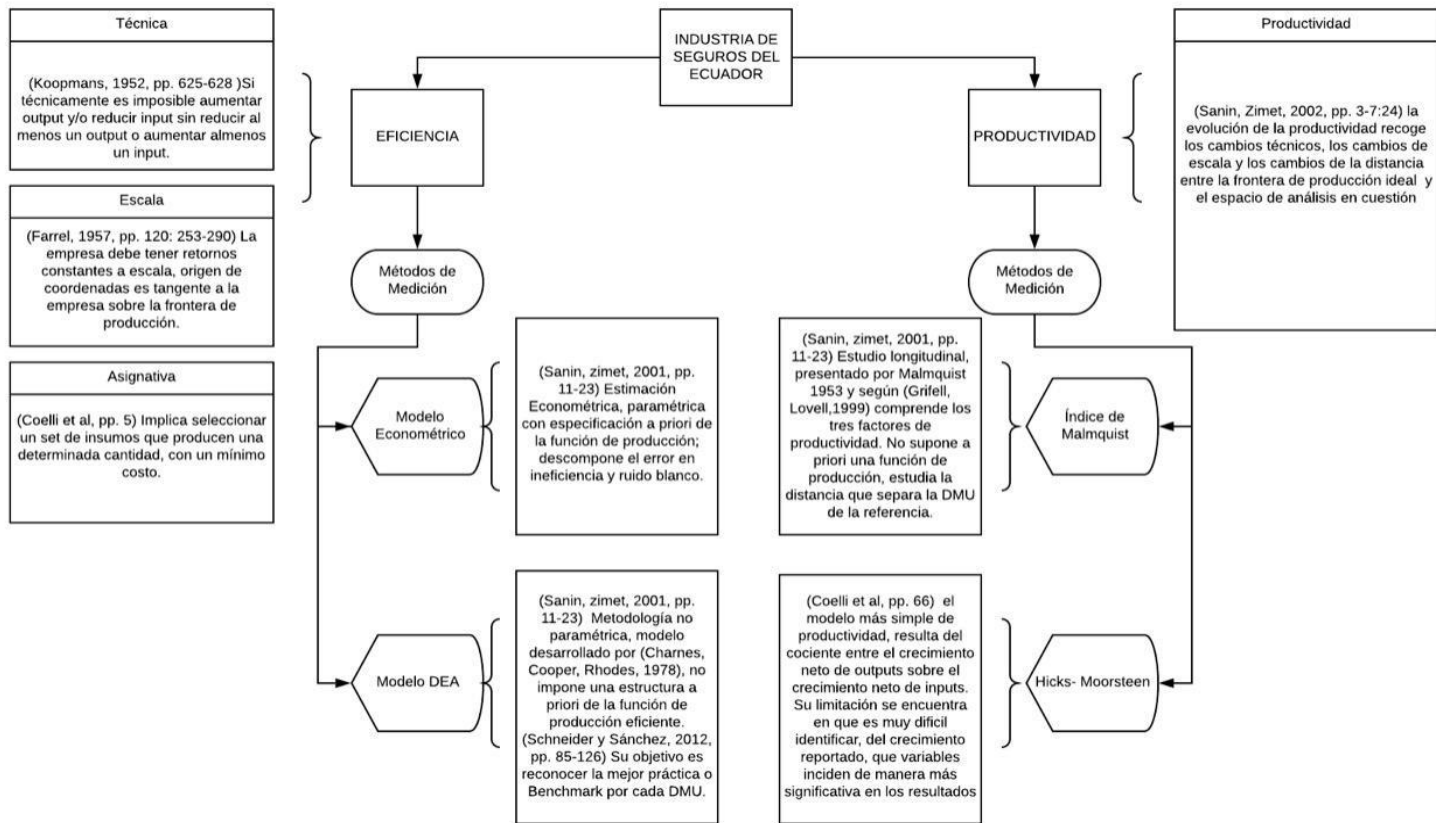 Técnica
(Koopmans, 1952, pp. 625-628 )Si
técnicamente es imposible aumentar
output y/o reducir input sin reducir al
menos un output o aumentar almenos
un input.
Escala
(Farrel, 1957, pp. 120: 253-290) La
empresa debe tener retornos
constantes a escala, origen de
coordenadas es tangente a la
empresa sobre la frontera de
producción.
Asignativa
(Coelli et al, pp. 5) Implica seleccionar
un set de insumos que producen una
determinada cantidad, con un mínimo
costo.
INDUSTRIA DE
SEGUROS DEL
ECUADOR
EFICIENCIA
PRODUCTIVIDAD
Productividad
(Sanin, Zimet, 2002, pp. 3-7:24) la
evolución de la productividad recoge
los cambios técnicos, los cambios de
escala y los cambios de la distancia
entre la frontera de producción ideal y
el espacio de análisis en cuestión
Métodos de
Medición
Métodos de
Medición
Modelo
Econométrico
(Sanin, zimet, 2001, pp.
11-23) Estimación
Econométrica, paramétrica
con especificación a priori de
la función de producción;
descompone el error en
ineficiencia y ruido blanco.
(Sanin, zimet, 2001, pp.
11-23) Estudio longitudinal,
presentado por Malmquist
1953 y según (Grifell,
Lovell,1999) comprende los
tres factores de
productividad. No supone a
priori una función de
producción, estudia la
distancia que separa la DMU
de la referencia.
Índice de
Malmquist
Modelo DEA
(Sanin, zimet, 2001, pp.
11-23) Metodología no
paramétrica, modelo
desarrollado por (Charnes,
Cooper, Rhodes, 1978), no
impone una estructura a
priori de la función de
producción eficiente.
(Schneider y Sánchez, 2012,
pp. 85-126) Su objetivo es
reconocer la mejor práctica o
Benchmark por cada DMU.
(Coelli et al, pp. 66) el
modelo más simple de
productividad, resulta del
cociente entre el crecimiento
neto de outputs sobre el
crecimiento neto de inputs.
Su limitación se encuentra
en que es muy dificil
identificar, del crecimiento
reportado, que variables
inciden de manera más
significativa en los resultados
Hicks- Moorsteen